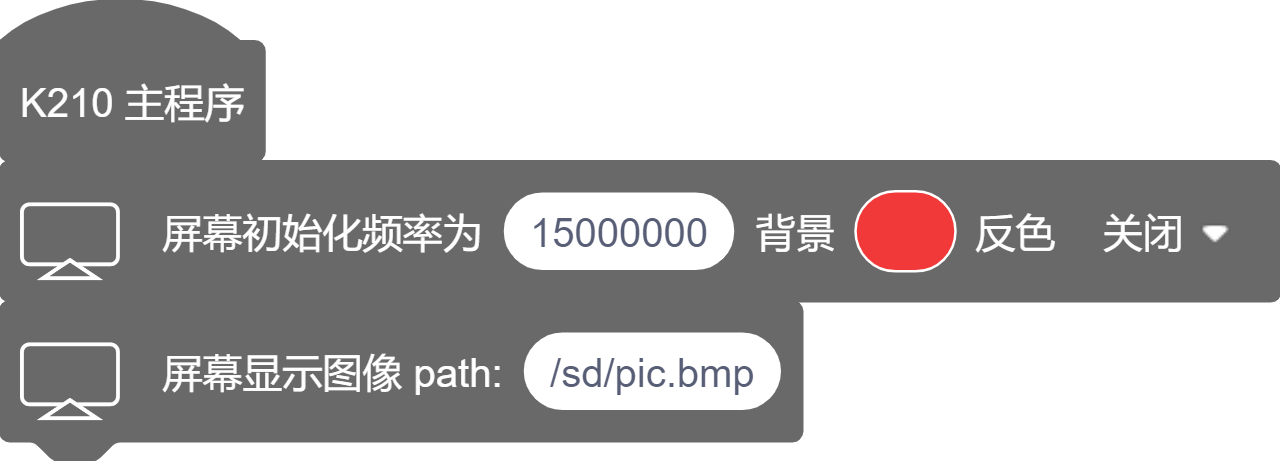 K210 主程序
屏幕初始化频率为 15000000 背景 反色 关闭
屏幕显示图像 path: /sd/pic.bmp